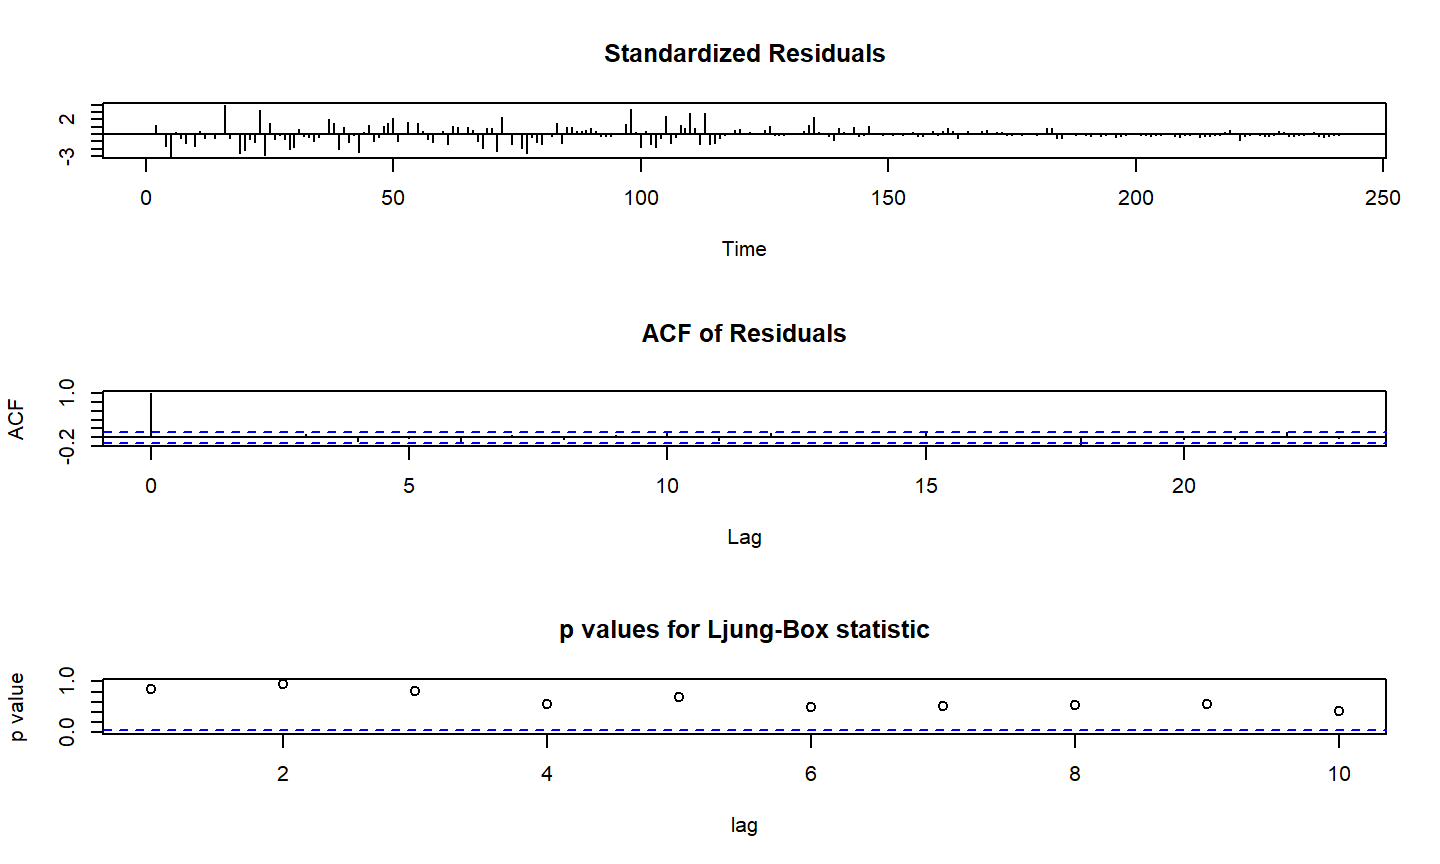 Standardized Residuals
2
-3
0 50 100 150 200 250
Time
ACF of Residuals
ACF
1.0
-0.2
0 5 10 15 20
Lag
p values for Ljung-Box statistic
p value
1.0
0.0
2 4 6 8 10
lag